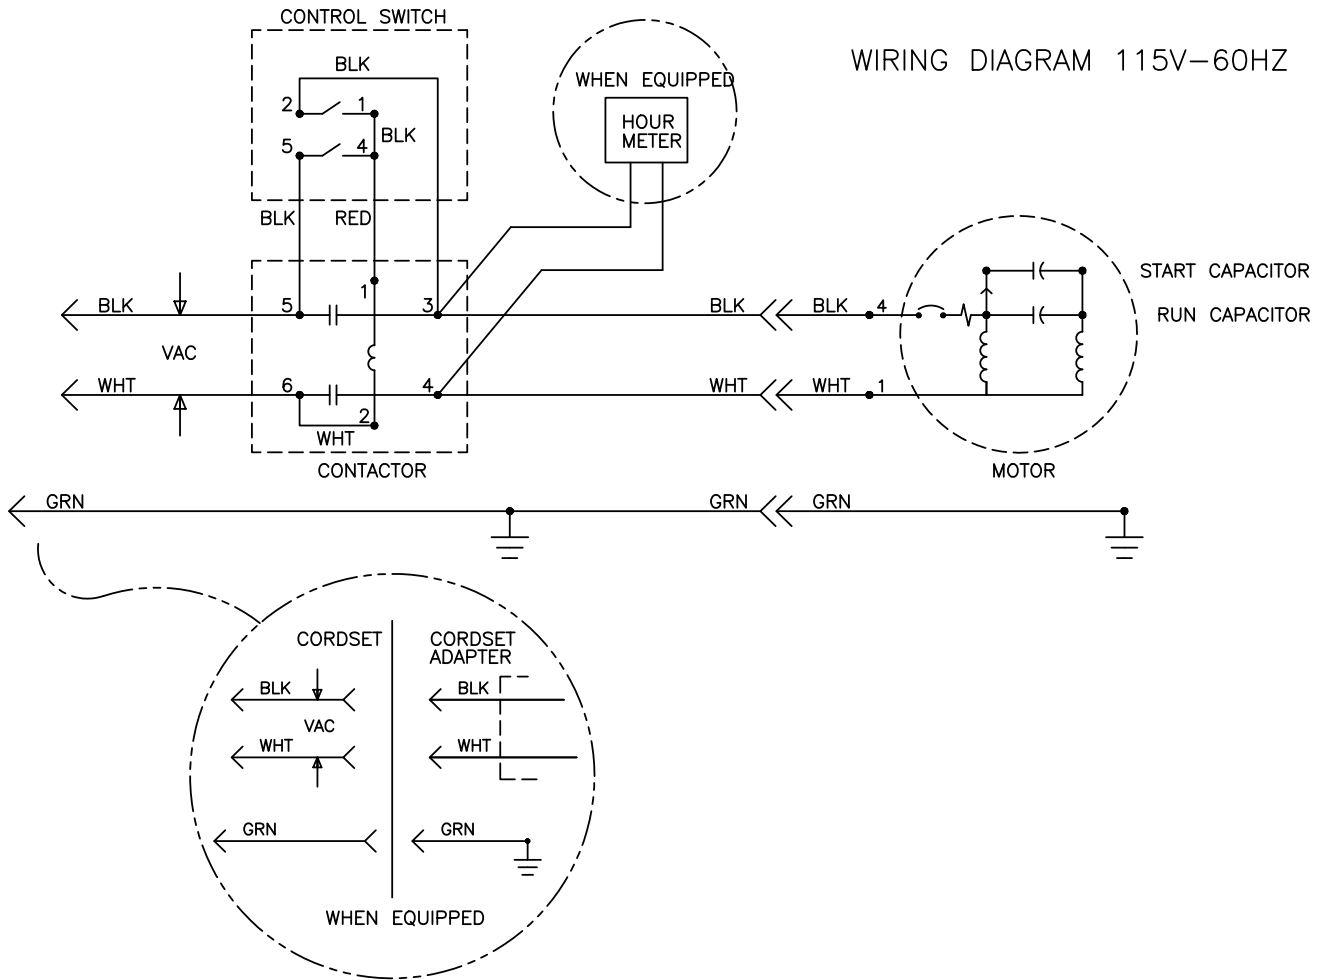 CONTROL SWITCH
WIRING DIAGRAM 115V-60HZ
BLK
WHEN EQUIPPED
2 1
HOUR
METER
BLK
5 4
BLK RED
START CAPACITOR
1
BLK 5 3 BLK BLK 4
RUN CAPACITOR
VAC
WHT 6 4 WHT WHT 1
2
WHT
CONTACTOR
MOTOR
GRN GRN GRN
CORDSET
CORDSET
ADAPTER
BLK BLK
VAC
WHT WHT
GRN GRN
WHEN EQUIPPED